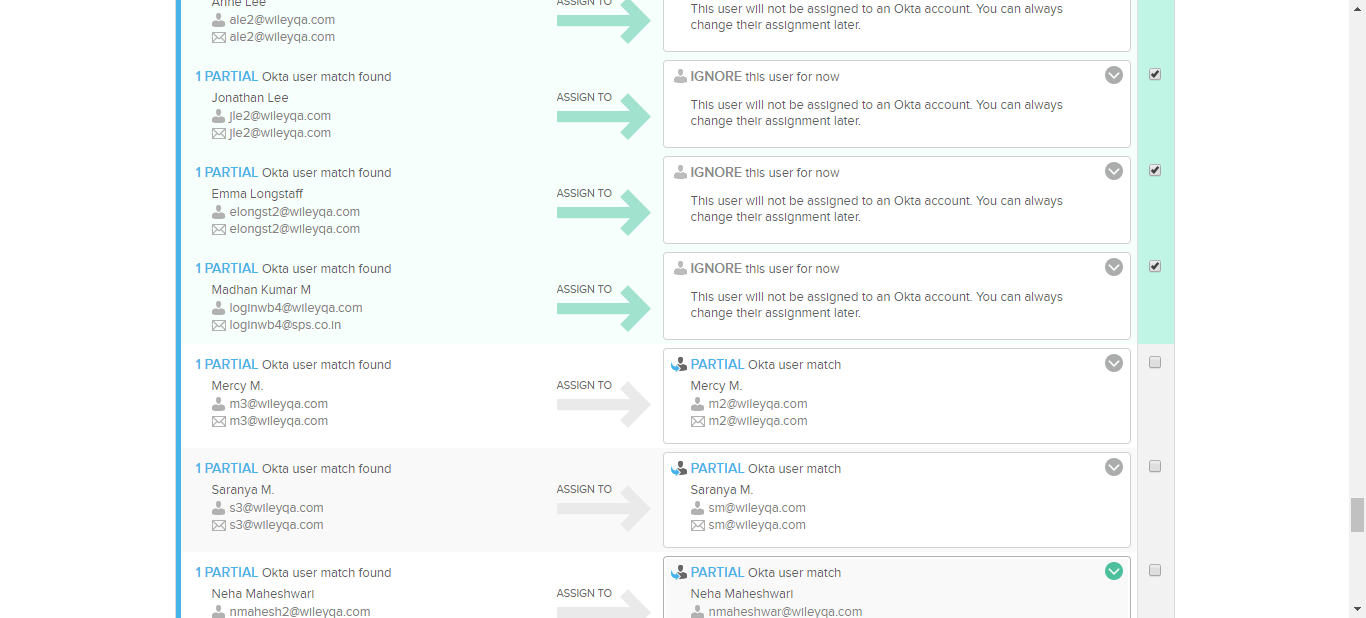 Anne Lee
ale2@wileyqa.com
ale2@wileyqa.com
ASSIGN TO
This user will not be assigned to an Okta account. You can always
change their assignment later.
1 PARTIAL Okta user match found
Jonathan Lee
jle2@wileyqa.com
jle2@wileyqa.com
ASSIGN TO
IGNORE this user for now
This user will not be assigned to an Okta account. You can always
change their assignment later.
1 PARTIAL Okta user match found
Emma Longstaff
elongst2@wileyqa.com
elongst2@wileyqa.com
ASSIGN TO
IGNORE this user for now
This user will not be assigned to an Okta account. You can always
change their assignment later.
1 PARTIAL Okta user match found
Madhan Kumar M
loginwb4@wileyqa.com
loginwb4@sps.co.in
ASSIGN TO
IGNORE this user for now
This user will not be assigned to an Okta account. You can always
change their assignment later.
1 PARTIAL Okta user match found
Mercy M.
m3@wileyqa.com
m3@wileyqa.com
ASSIGN TO
PARTIAL Okta user match
Mercy M.
m2@wileyqa.com
m2@wileyqa.com
1 PARTIAL Okta user match found
Saranya M.
s3@wileyqa.com
s3@wileyqa.com
ASSIGN TO
PARTIAL Okta user match
Saranya M.
sm@wileyqa.com
sm@wileyqa.com
1 PARTIAL Okta user match found
Neha Maheshwari
nmahesh2@wileyqa.com
ASSIGN TO
PARTIAL Okta user match
Neha Maheshwari
nmaheshwar@wileyqa.com